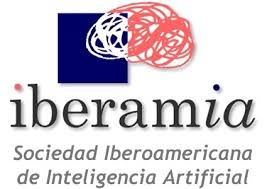 iberamia
Sociedad Iberoamericana
de Inteligencia Artificial